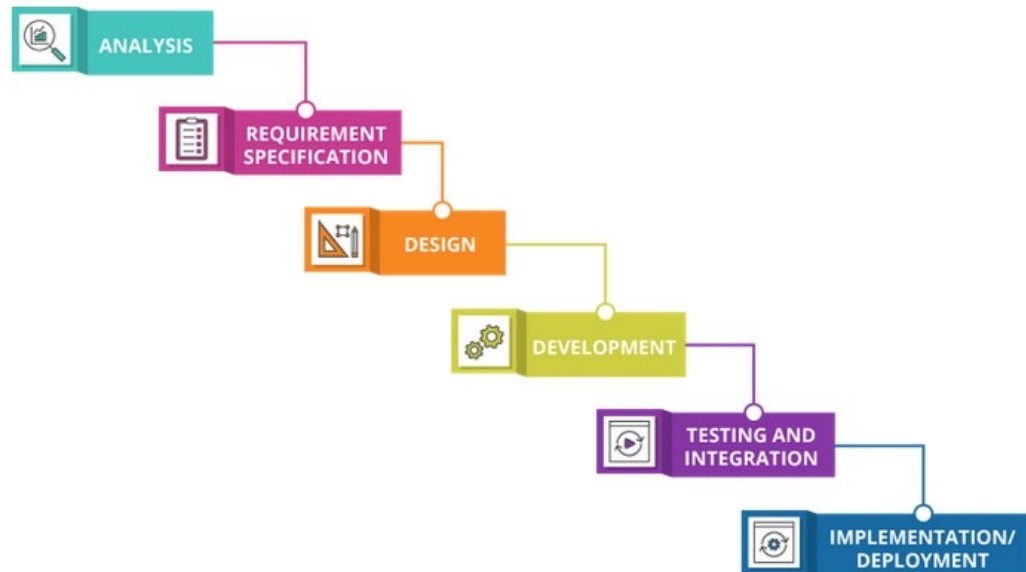 ANALYSIS
REQUIREMENT
SPECIFICATION
DESIGN
DEVELOPMENT
TESTING AND
INTEGRATION
IMPLEMENTATION/
DEPLOYMENT